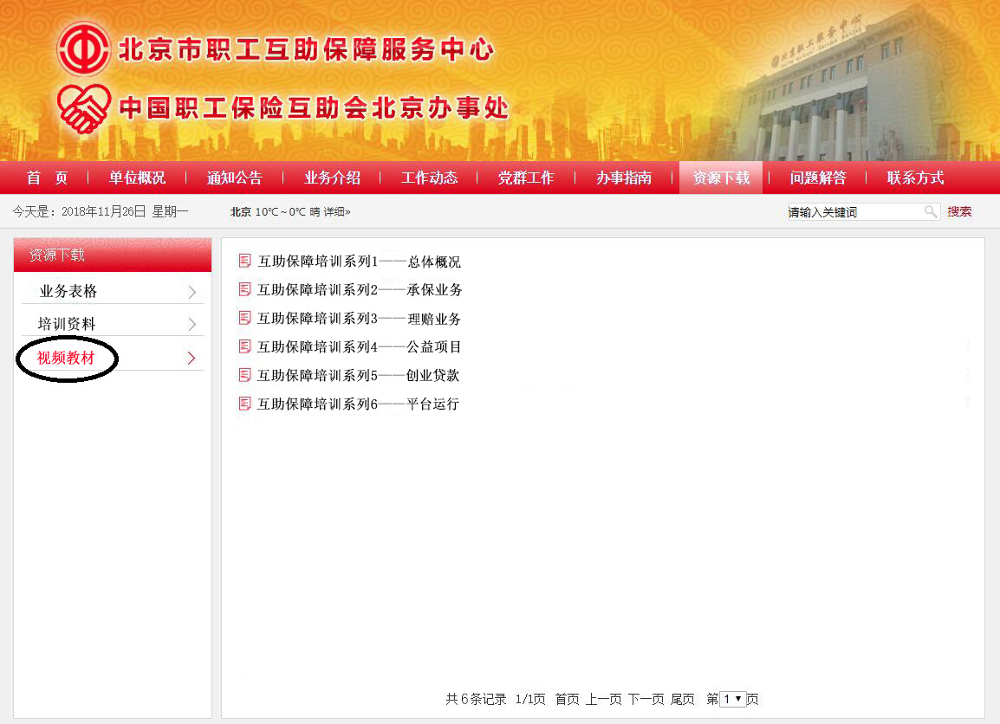 北京市职工互助保障服务中心
中国职工保险互助会北京办事处
首 页 单位概况 通知公告 业务介绍 工作动态 党群工作 办事指南 资源下载 问题解答 联系方式
今天是：2018年11月26日 星期一 北京 10℃～0℃ 晴 详细» 请输入关键词 搜索
资源下载
业务表格
培训资料
视频教材
互助保障培训系列1——总体概况
互助保障培训系列2——承保业务
互助保障培训系列3——理赔业务
互助保障培训系列4——公益项目
互助保障培训系列5——创业贷款
互助保障培训系列6——平台运行
共 6 条记录 1/1页 首页 上一页 下一页 尾页 第 1 页